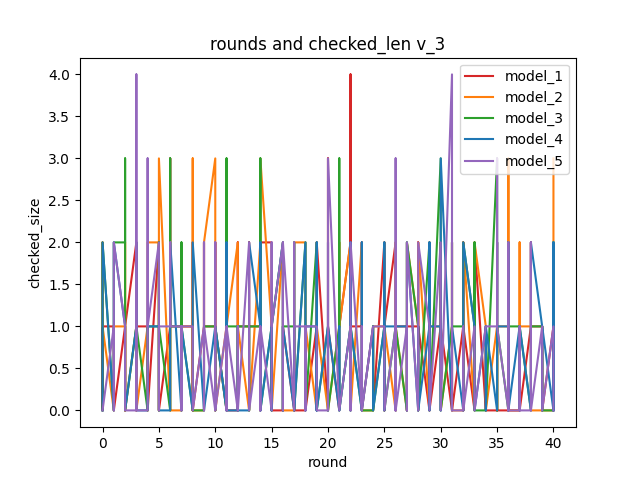 rounds and checked_len v_3
model_1
model_2
model_3
model_4
model_5
checked_size
4.0
3.5
3.0
2.5
2.0
1.5
1.0
0.5
0.0
0 5 10 15 20 25 30 35 40
round